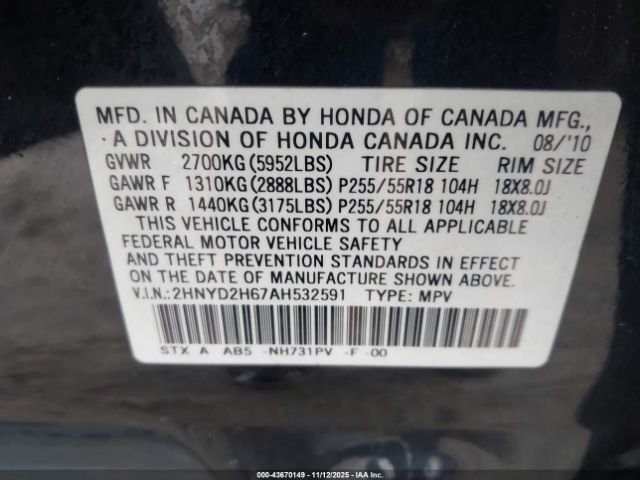 MFD. IN CANADA BY HONDA OF CANADA MFG.,
A DIVISION OF HONDA CANADA INC. 08/'10
GVWR 2700KG (5952LBS) TIRE SIZE RIM SIZE
GAWR F 1310KG (2888LBS) P255/55R18 104H 18X8.0J
GAWR R 1440KG (3175LBS) P255/55R18 104H 18X8.0J
THIS VEHICLE CONFORMS TO ALL APPLICABLE
FEDERAL MOTOR VEHICLE SAFETY
AND THEFT PREVENTION STANDARDS IN EFFECT ON THE
DATE OF MANUFACTURE SHOWN ABOVE.
V.I.N.:2HNYD2H67AH532591 TYPE: MPV
STX A AB5 -NH731PV -F -00
000-43670149 - 11/12/2025 - IAAI.COM